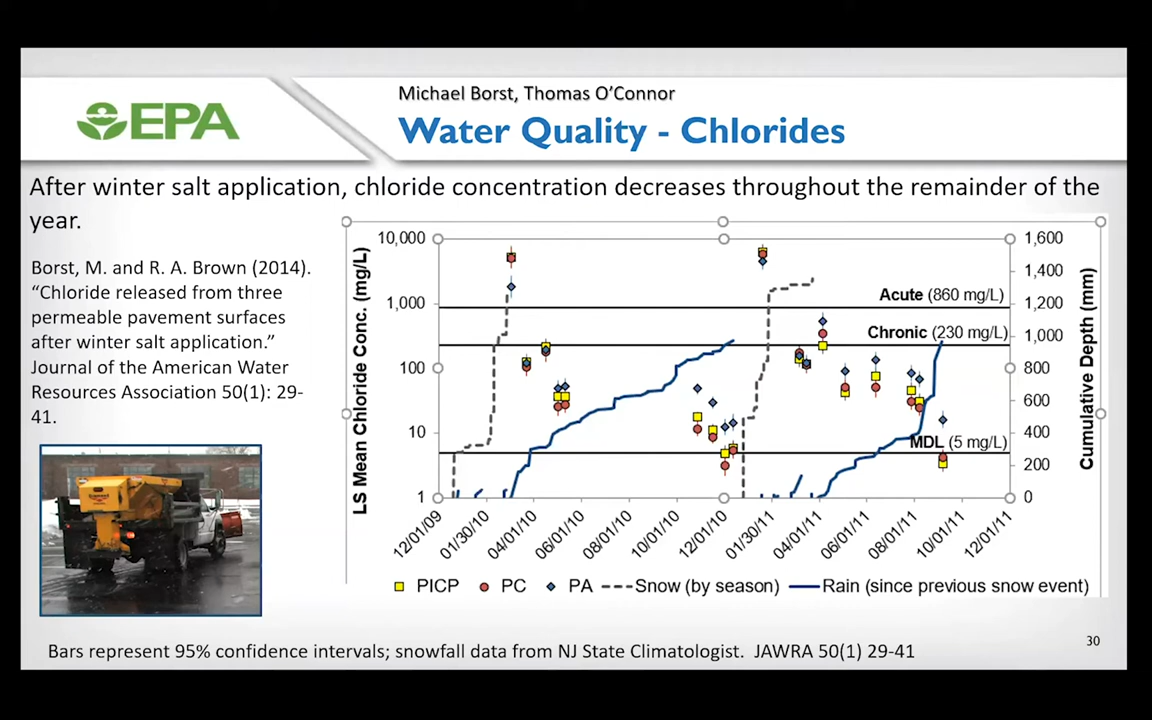 EPA
Michael Borst, Thomas O’Connor
Water Quality - Chlorides
After winter salt application, chloride concentration decreases throughout the remainder of the
year.
Borst, M. and R. A. Brown (2014).
“Chloride released from three
permeable pavement surfaces
after winter salt application.”
Journal of the American Water
Resources Association 50(1): 29-
41.
LS Mean Chloride Conc. (mg/L)
10,000
1,000
100
10
1
Acute (860 mg/L)
Chronic (230 mg/L)
MDL (5 mg/L)
1,600
1,400
1,200
1,000
800
600
400
200
0
Cumulative Depth (mm)
12/01/09
01/30/10
04/01/10
06/01/10
08/01/10
10/01/10
12/01/10
01/31/11
04/01/11
06/01/11
08/01/11
10/01/11
12/01/11
PICP PC PA Snow (by season) Rain (since previous snow event)
Bars represent 95% confidence intervals; snowfall data from NJ State Climatologist. JAWRA 50(1) 29-41
30